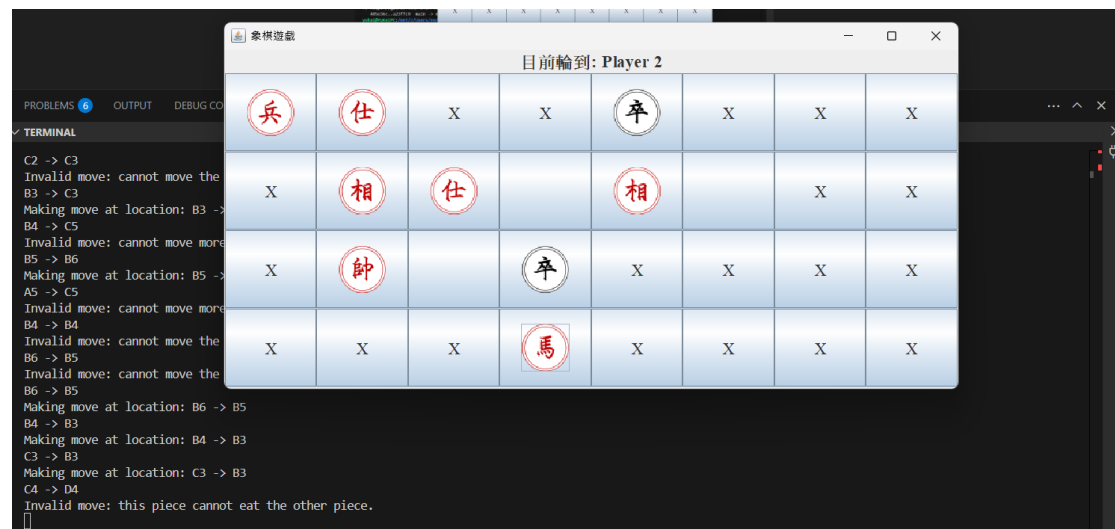 X X X X X X X X
象棋遊戲
目前輪到: Player 2
PROBLEMS 6 OUTPUT DEBUG CO
兵 仕 X X 卒 X X X
TERMINAL
X 相 仕 相 X X
X 帥 卒 X X X X
X X X 馬 X X X X
C2 -> C3
Invalid move: cannot move the
B3 -> C3
Making move at location: B3 ->
B4 -> C5
Invalid move: cannot move more
B5 -> B6
Making move at location: B5 ->
A5 -> C5
Invalid move: cannot move more
B4 -> B4
Invalid move: cannot move the
B6 -> B5
Invalid move: cannot move the
B6 -> B5
Making move at location: B6 -> B5
B4 -> B3
Making move at location: B4 -> B3
C3 -> B3
Making move at location: C3 -> B3
C4 -> D4
Invalid move: this piece cannot eat the other piece.